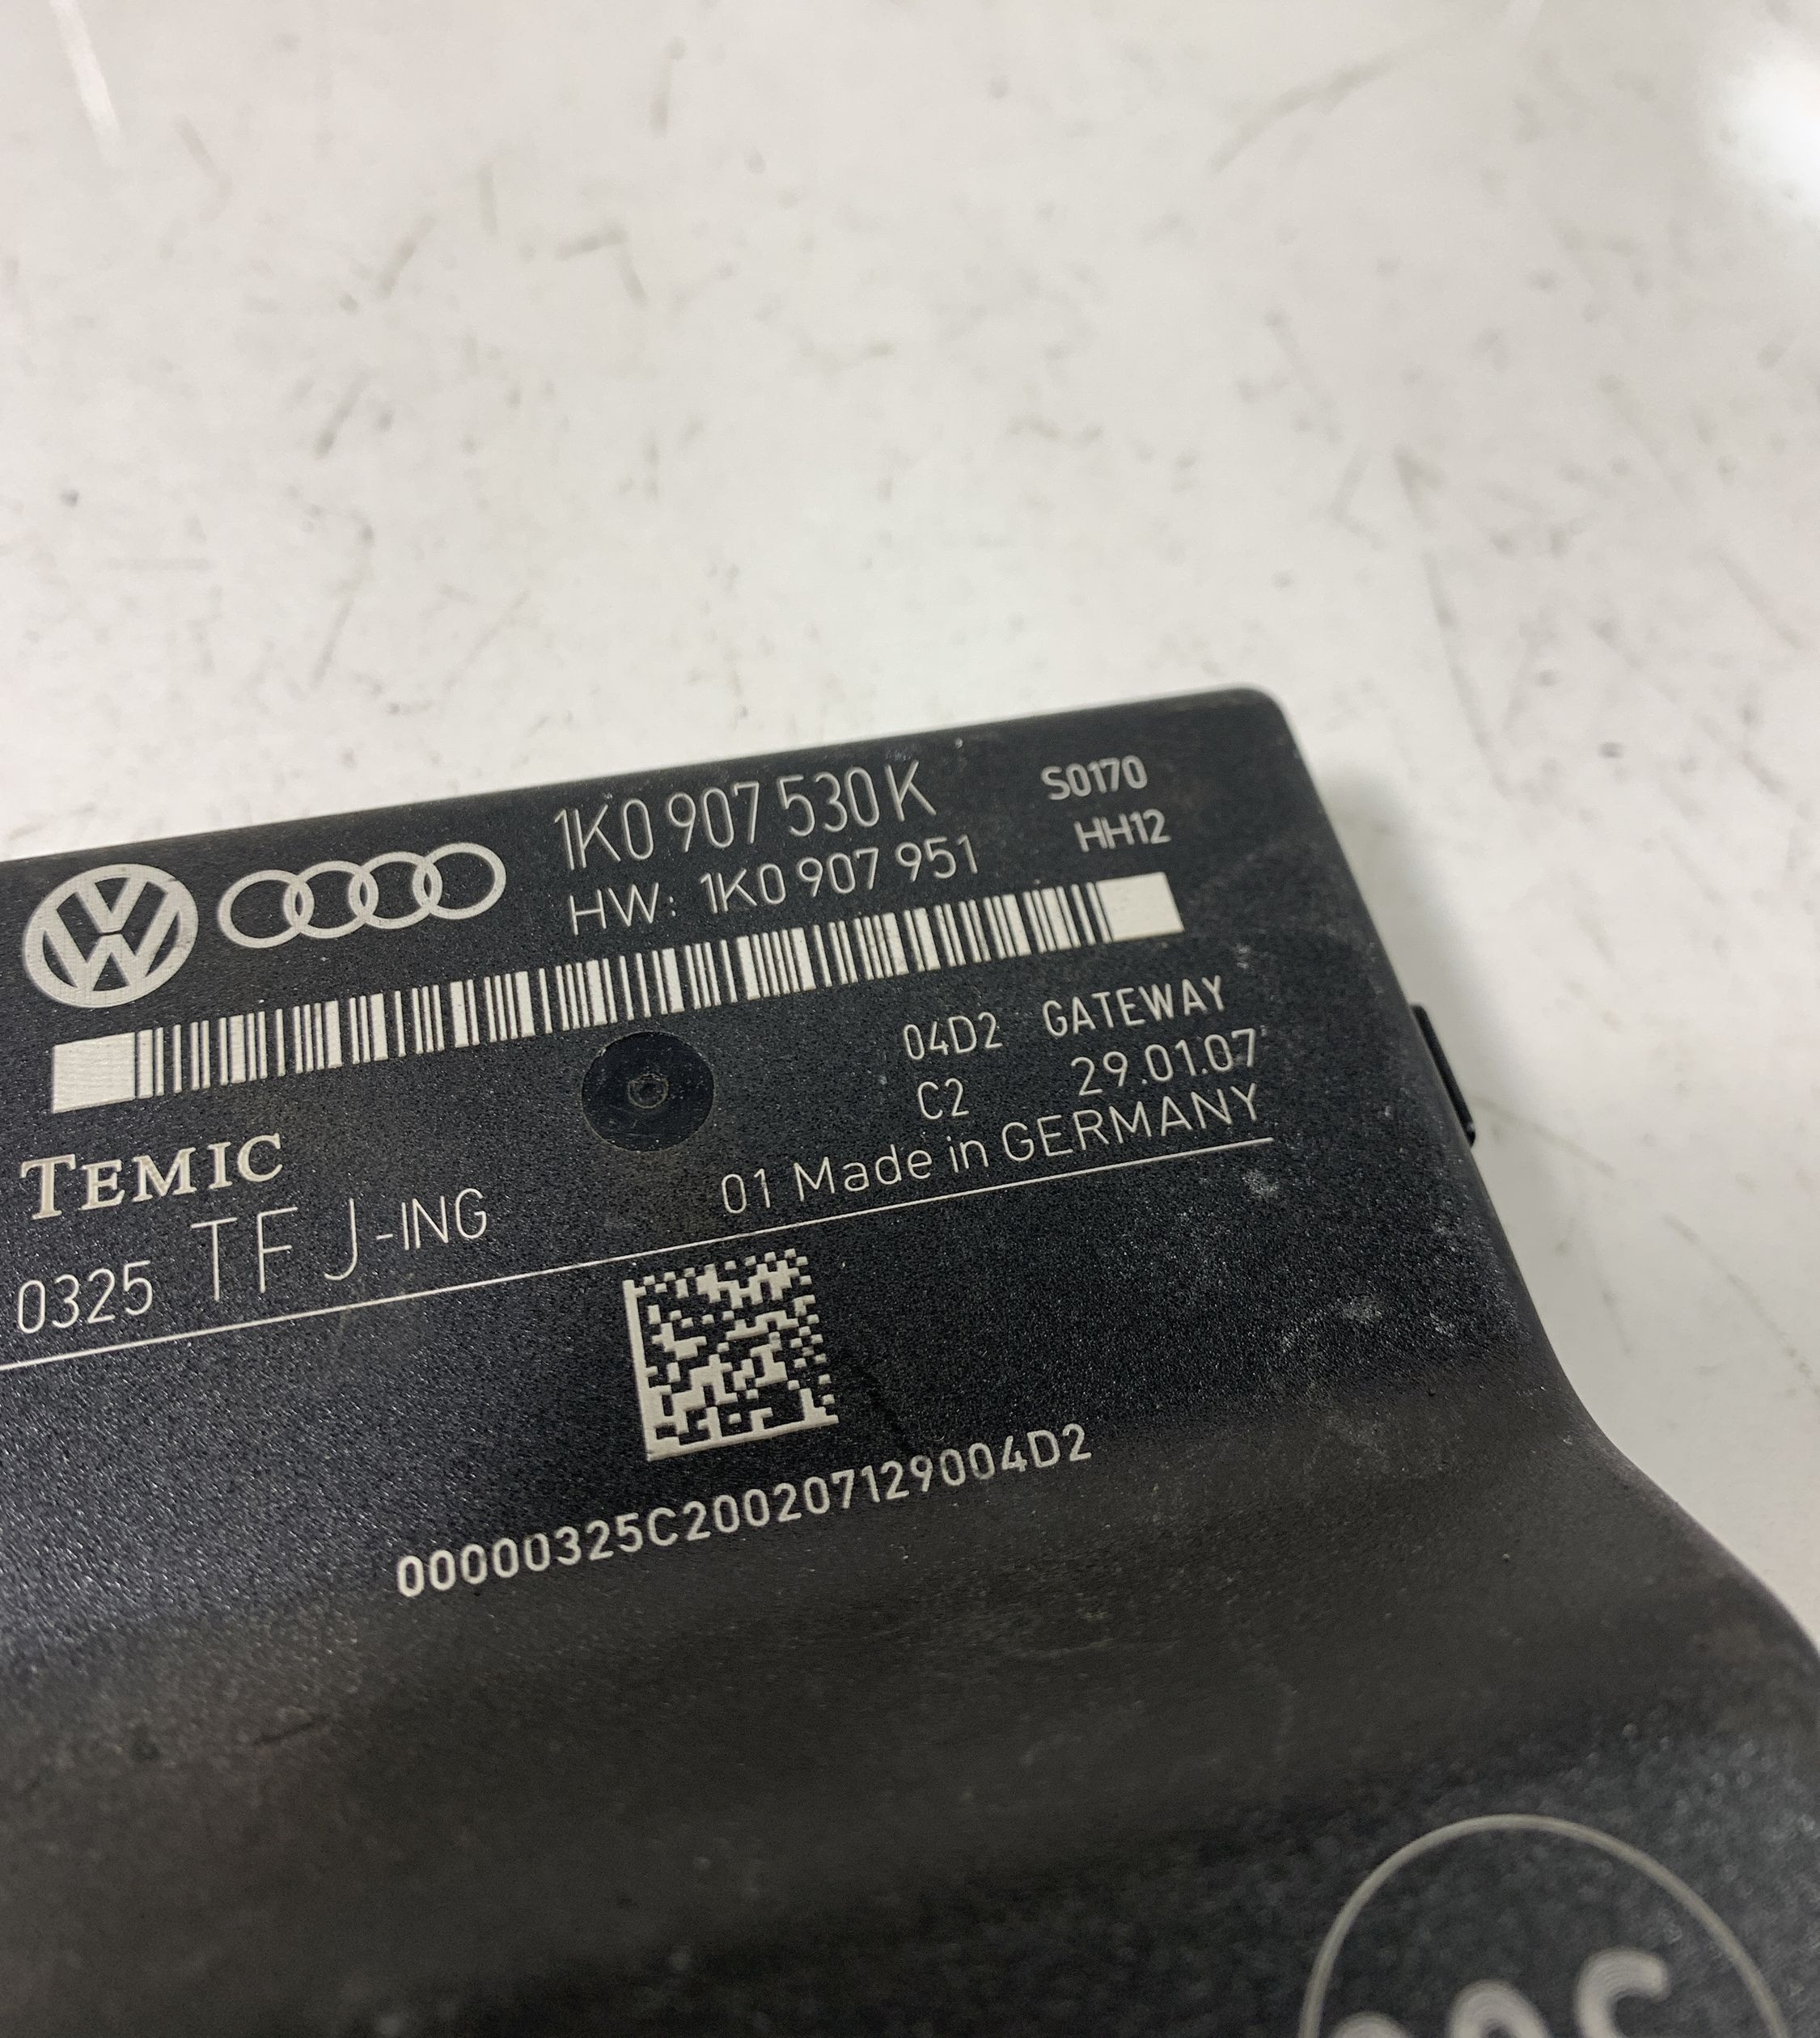 1K0 907 530 K S0170
HW: 1K0 907 951 HH12
04D2 GATEWAY
C2 29.01.07
TEMIC
01 Made in GERMANY
0325 TF J-ING
00000325C200207129004D2